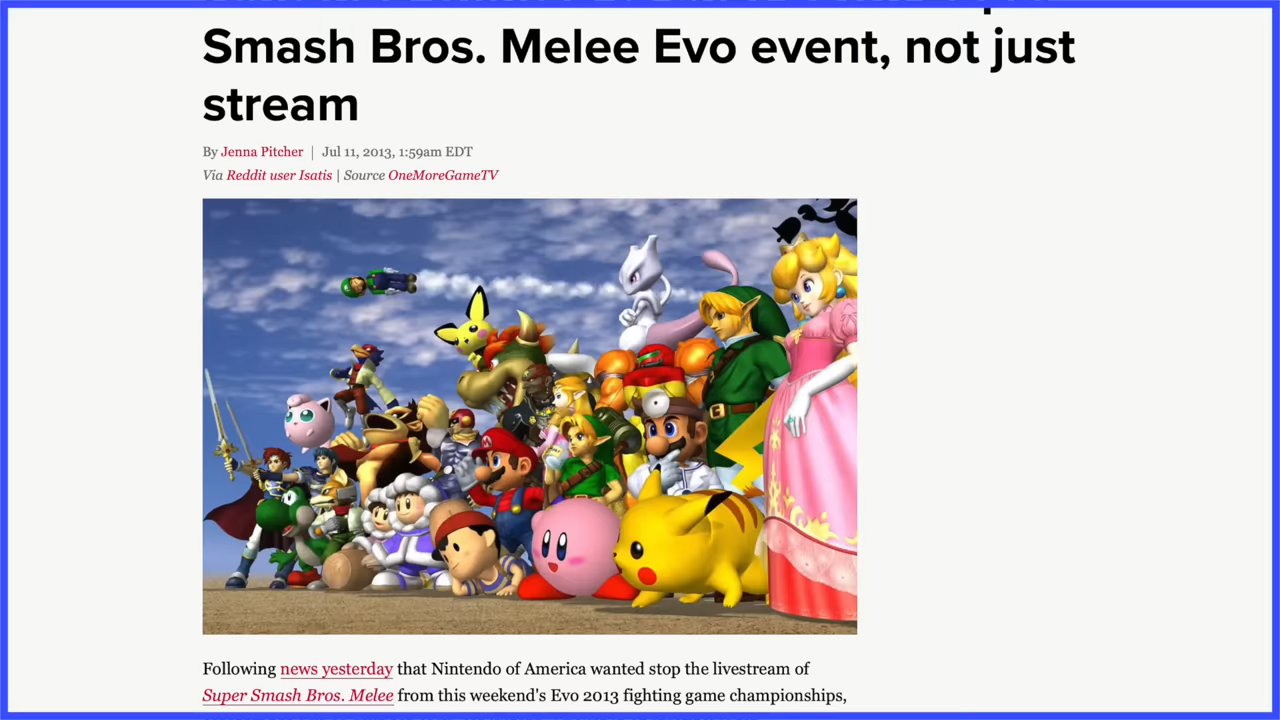 Smash Bros. Melee Evo event, not just
stream
By Jenna Pitcher | Jul 11, 2013, 1:59am EDT
Via Reddit user Isatis | Source OneMoreGameTV
Following news yesterday that Nintendo of America wanted stop the livestream of
Super Smash Bros. Melee from this weekend's Evo 2013 fighting game championships,